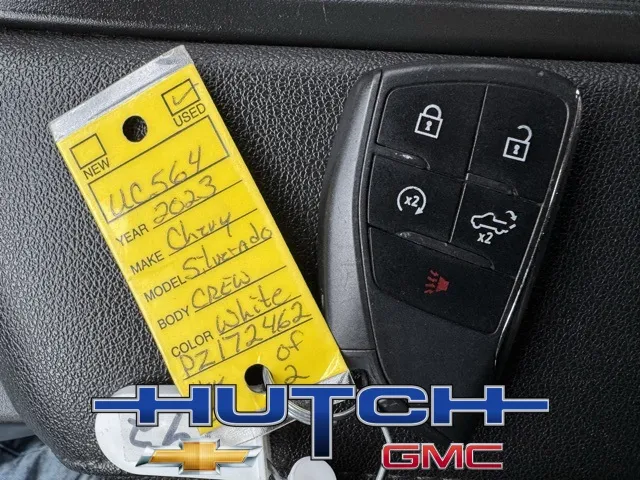 NEW
USED
UC564
YEAR 2023
MAKE Chevy
MODEL Silverado
BODY CREW
COLOR White
PZ172462
of
2
x2
x2
HUTCH
GMC